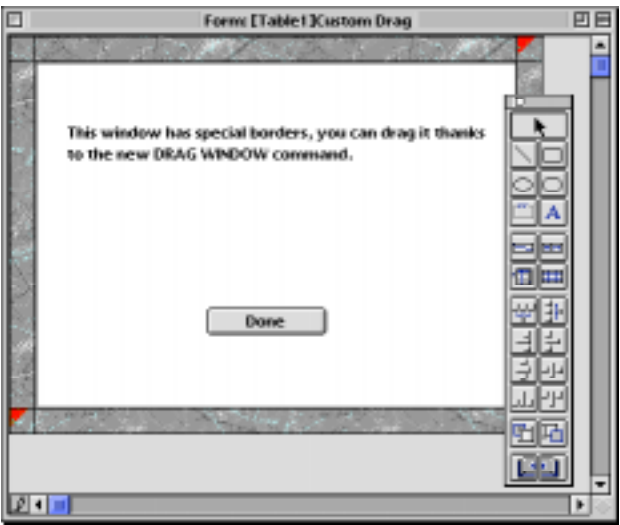 Form: [Table1]Custom Drag
This window has special borders, you can drag it thanks
to the new DRAG WINDOW command.
A
Done